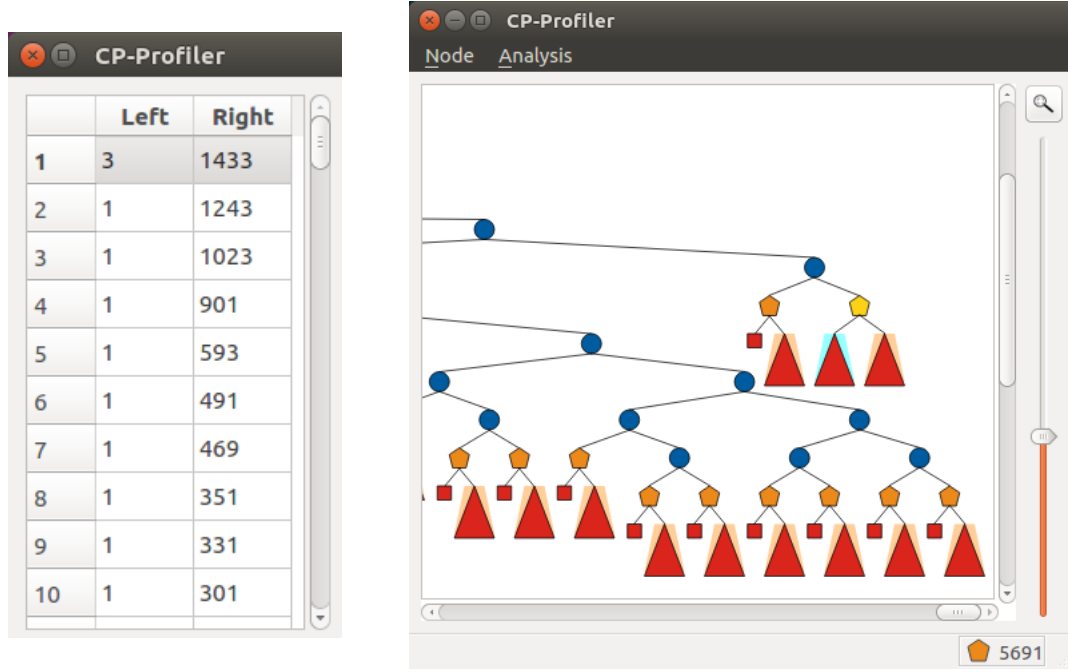 CP-Profiler
Left Right
1 3 1433
2 1 1243
3 1 1023
4 1 901
5 1 593
6 1 491
7 1 469
8 1 351
9 1 331
10 1 301
CP-Profiler
Node Analysis
5691